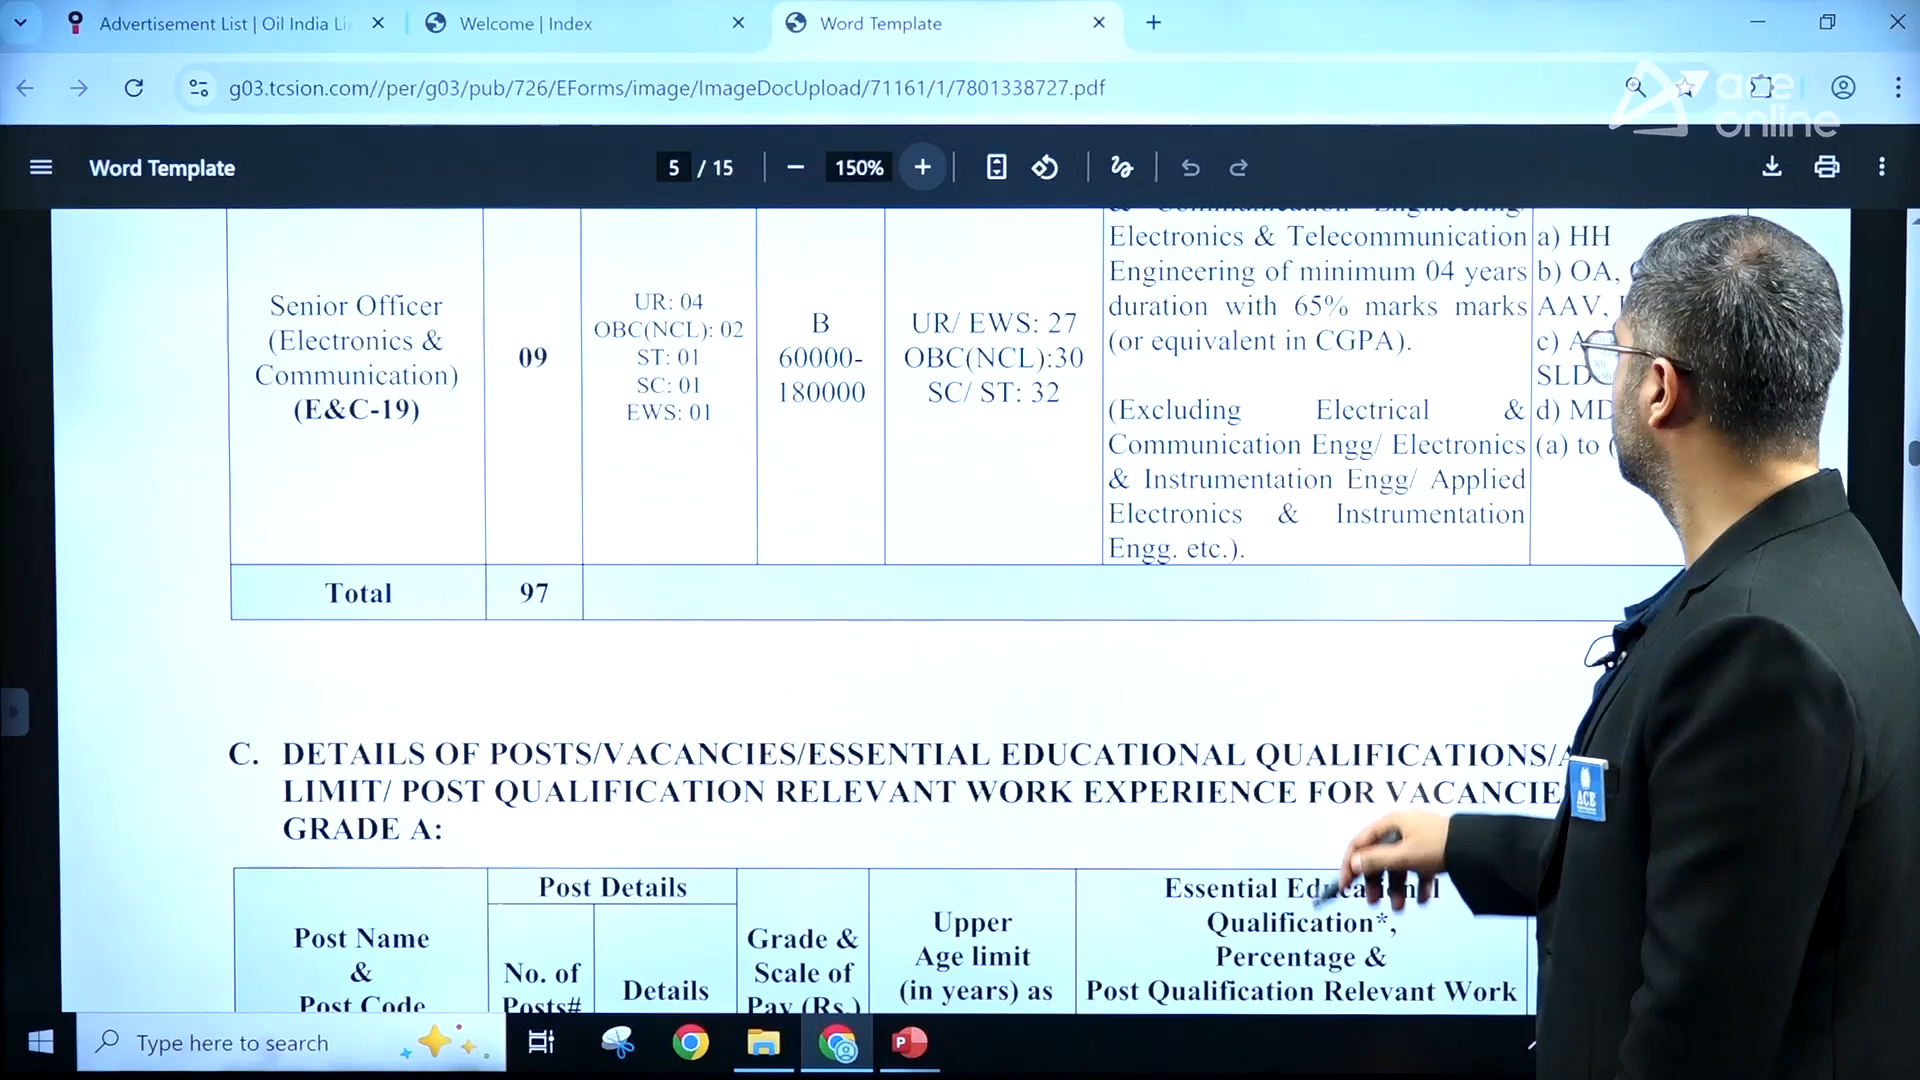 Advertisement List | Oil India Li
Welcome | Index
Word Template
g03.tcsion.com//per/g03/pub/726/EForms/image/ImageDocUpload/71161/1/7801338727.pdf
ace
online
Word Template
5 / 15
150%
Senior Officer
(Electronics &
Communication)
(E&C-19)
09
UR: 04
OBC(NCL): 02
ST: 01
SC: 01
EWS: 01
B
60000-
180000
UR/ EWS: 27
OBC(NCL):30
SC/ ST: 32
& Communication Engineering/
Electronics & Telecommunication
Engineering of minimum 04 years
duration with 65% marks marks
(or equivalent in CGPA).
(Excluding Electrical &
Communication Engg/ Electronics
& Instrumentation Engg/ Applied
Electronics & Instrumentation
Engg. etc.).
a) HH
b) OA,
AAV,
c)
SLD
d) MD
(a) to
Total
97
C. DETAILS OF POSTS/VACANCIES/ESSENTIAL EDUCATIONAL QUALIFICATIONS/
LIMIT/ POST QUALIFICATION RELEVANT WORK EXPERIENCE FOR VACANCIE
GRADE A:
Post Name
&
Post Code
Post Details
No. of
Posts#
Details
Grade &
Scale of
Pay (Rs.)
Upper
Age limit
(in years) as
Essential Educational
Qualification*,
Percentage &
Post Qualification Relevant Work
ACE
Type here to search